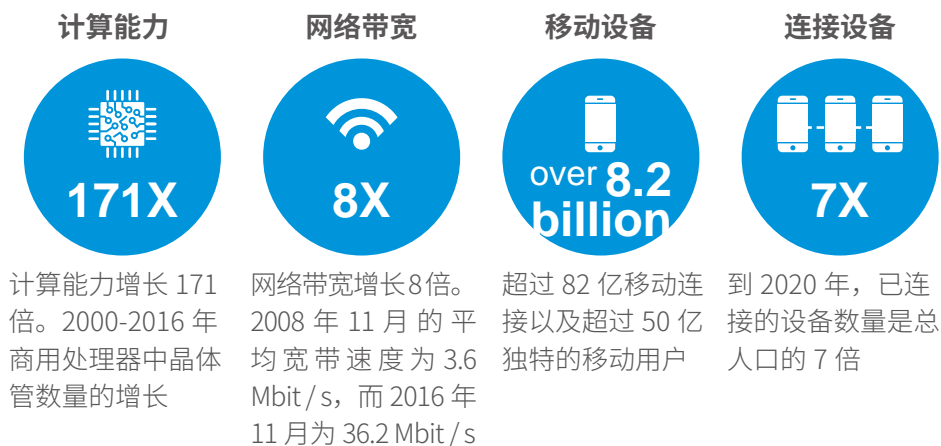 计算能力
171X
计算能力增长 171
倍。2000-2016 年
商用处理器中晶体
管数量的增长
网络带宽
8X
网络带宽增长8倍。
2008 年 11 月 的 平
均 宽 带 速 度 为 3.6
Mbit / s，而 2016 年
11 月为 36.2 Mbit / s
移动设备
over 8.2
billion
超过 82 亿移动连
接以及超过 50 亿
独特的移动用户
连接设备
7X
到 2020 年，已连
接的设备数量是总
人口的 7 倍